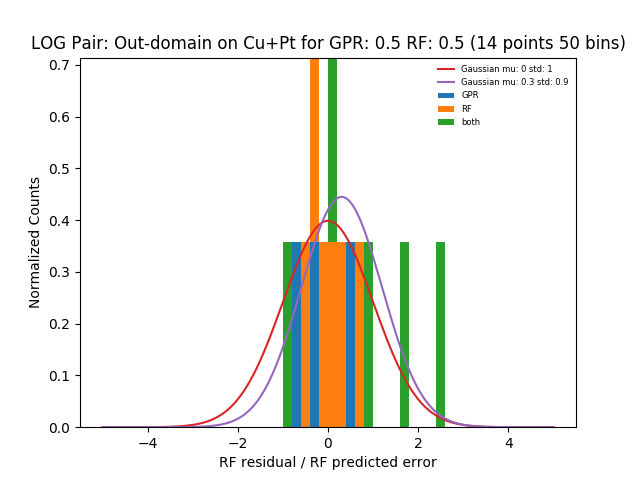 LOG Pair: Out-domain on Cu+Pt for GPR: 0.5 RF: 0.5 (14 points 50 bins)
Gaussian mu: 0 std: 1
Gaussian mu: 0.3 std: 0.9
GPR
RF
both
Normalized Counts
0.7
0.6
0.5
0.4
0.3
0.2
0.1
0.0
−4
−2
0
2
4
RF residual / RF predicted error